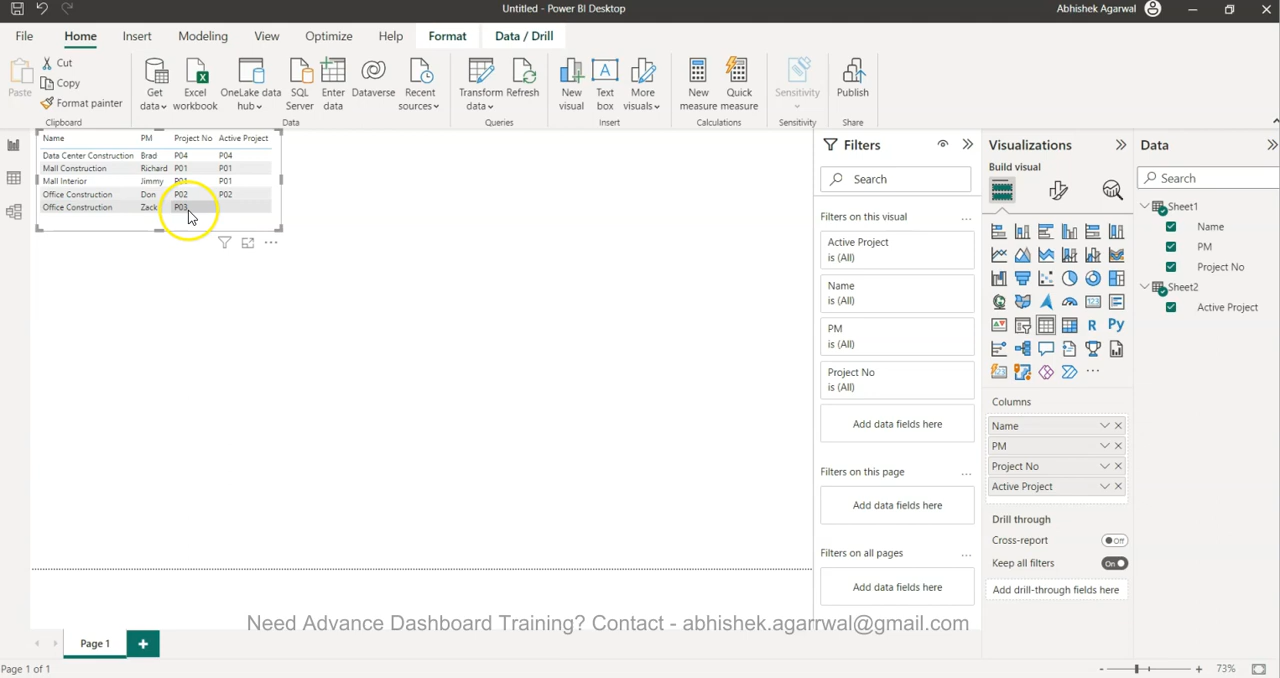 Untitled - Power BI Desktop
Abhishek Agarwal
File Home Insert Modeling View Optimize Help Format Data / Drill
Paste
Cut
Copy
Format painter
Clipboard
Get data
Excel workbook
OneLake data hub
SQL Server
Enter data
Dataverse
Recent sources
Data
Transform data
Refresh
Queries
New visual
Text box
More visuals
Insert
New measure
Quick measure
Calculations
Sensitivity
Sensitivity
Publish
Share
Name PM Project No Active Project
Data Center Construction Brad P04 P04
Mall Construction Richard P01 P01
Mall Interior Jimmy P01 P01
Office Construction Don P02 P02
Office Construction Zack P03
Filters
Search
Filters on this visual
Active Project
is (All)
Name
is (All)
PM
is (All)
Project No
is (All)
Add data fields here
Filters on this page
Add data fields here
Filters on all pages
Add data fields here
Visualizations
Build visual
R Py
123
Columns
Name
PM
Project No
Active Project
Drill through
Cross-report
Off
Keep all filters
On
Add drill-through fields here
Data
Search
Sheet1
Name
PM
Project No
Sheet2
Active Project
Need Advance Dashboard Training? Contact - abhishek.agarrwal@gmail.com
Page 1
Page 1 of 1
- + 73%